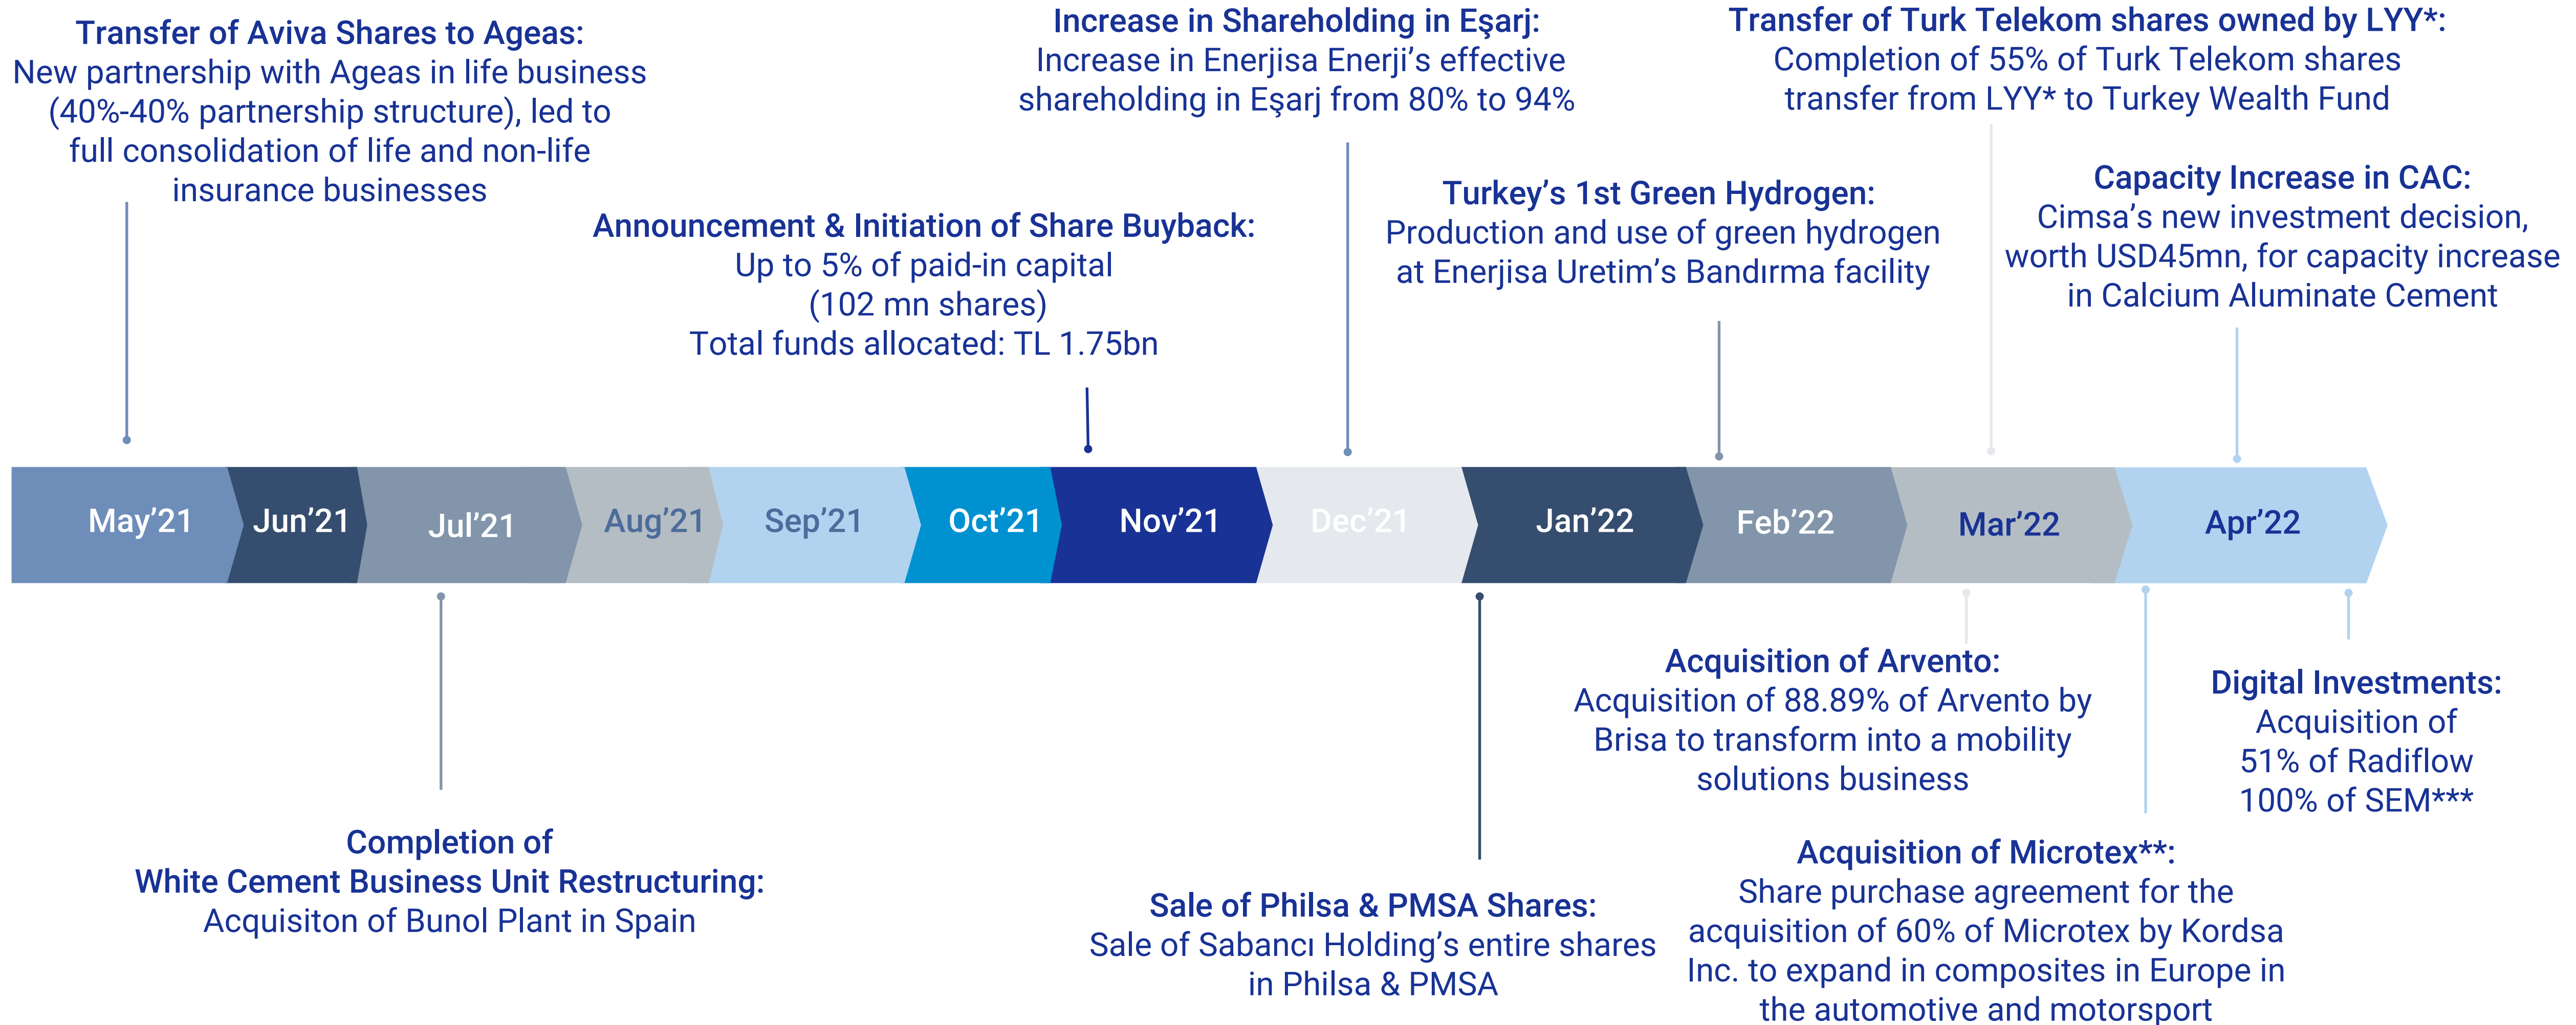 Transfer of Aviva Shares to Ageas:
New partnership with Ageas in life business
(40%-40% partnership structure), led to
full consolidation of life and non-life
insurance businesses
Announcement & Initiation of Share Buyback:
Up to 5% of paid-in capital
(102 mn shares)
Total funds allocated: TL 1.75bn
Increase in Shareholding in Eşarj:
Increase in Enerjisa Enerji’s effective
shareholding in Eşarj from 80% to 94%
Turkey’s 1st Green Hydrogen:
Production and use of green hydrogen
at Enerjisa Uretim’s Bandırma facility
Transfer of Turk Telekom shares owned by LYY*:
Completion of 55% of Turk Telekom shares
transfer from LYY* to Turkey Wealth Fund
Capacity Increase in CAC:
Cimsa’s new investment decision,
worth USD45mn, for capacity increase
in Calcium Aluminate Cement
May’21 Jun’21 Jul’21 Aug’21 Sep’21 Oct’21 Nov’21 Dec’21 Jan’22 Feb’22 Mar’22 Apr’22
Completion of
White Cement Business Unit Restructuring:
Acquisiton of Bunol Plant in Spain
Sale of Philsa & PMSA Shares:
Sale of Sabancı Holding’s entire shares
in Philsa & PMSA
Acquisition of Arvento:
Acquisition of 88.89% of Arvento by
Brisa to transform into a mobility
solutions business
Acquisition of Microtex**:
Share purchase agreement for the
acquisition of 60% of Microtex by Kordsa
Inc. to expand in composites in Europe in
the automotive and motorsport
Digital Investments:
Acquisition of
51% of Radiflow
100% of SEM***